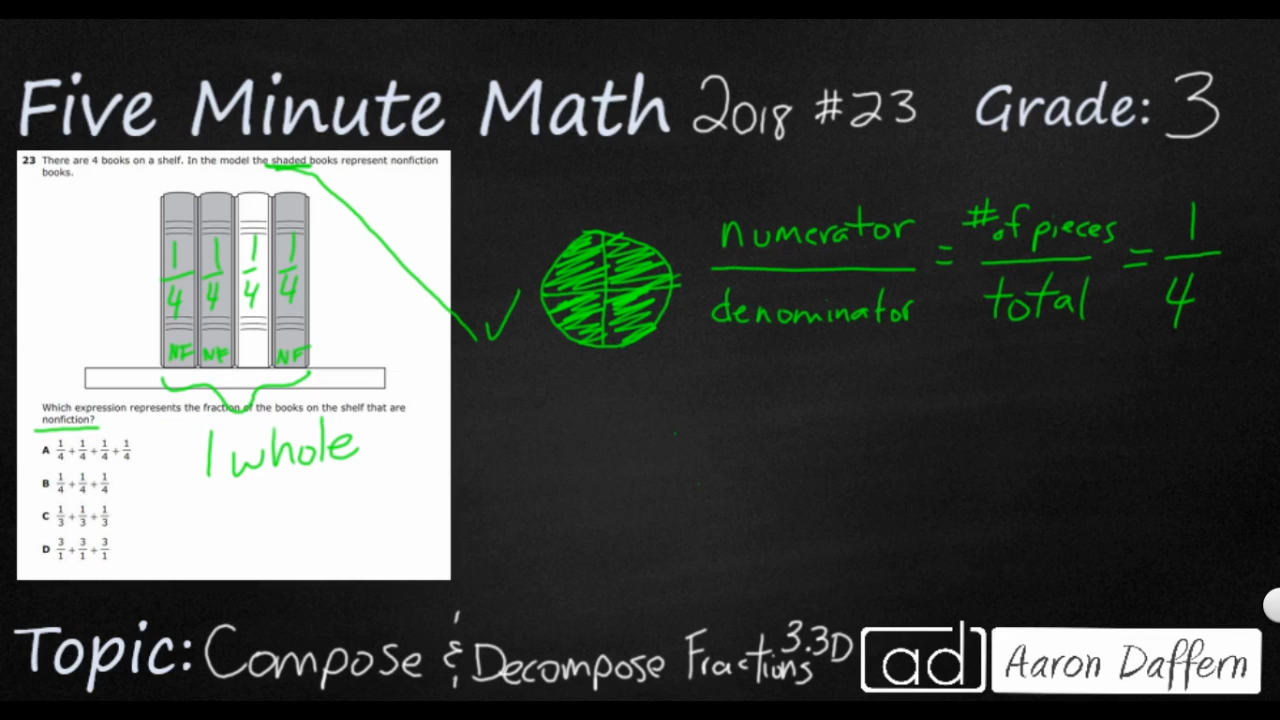 Five Minute Math 2018 #23 Grade: 3
23 There are 4 books on a shelf. In the model the shaded books represent nonfiction
books.
1/4 1/4 1/4 1/4
NF NF NF
numerator/denominator = # of pieces/total = 1/4
Which expression represents the fraction of the books on the shelf that are
nonfiction?
1 whole
A 1/4 + 1/4 + 1/4 + 1/4
B 1/4 + 1/4 + 1/4
C 1/3 + 1/3 + 1/3
D 3/1 + 3/1 + 3/1
Topic: Compose & Decompose Fractions 3.3D
ad Aaron Daffern